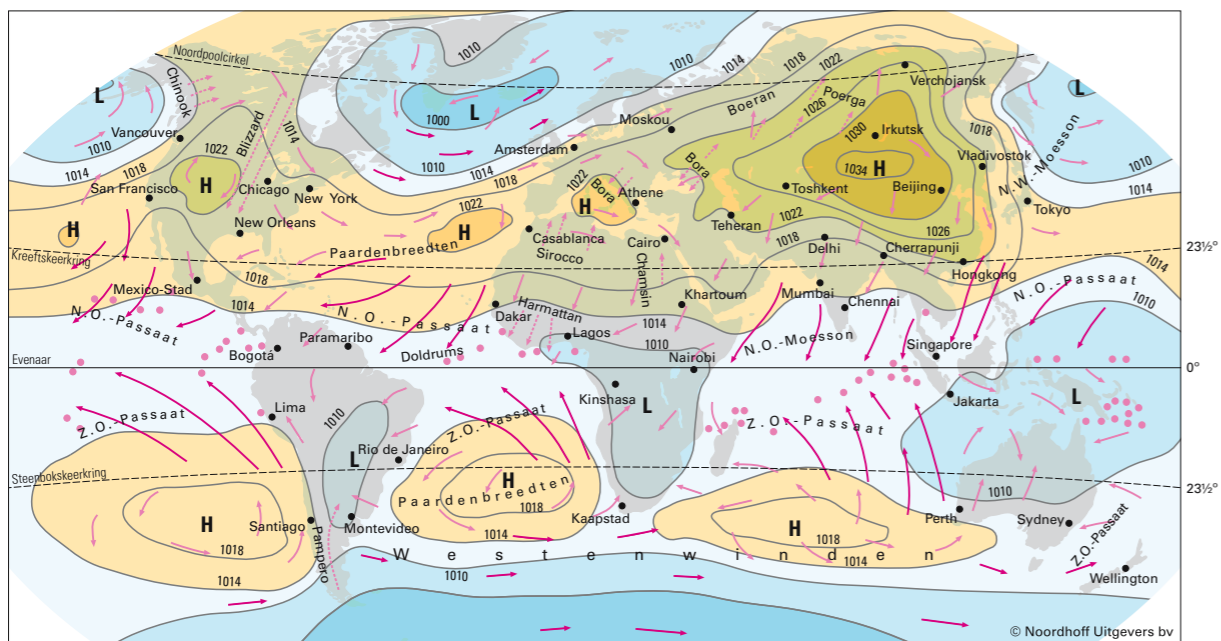 Noordpoolcirkel
Chinook
L
1010
Vancouver
1010
1014
1018
1022
Blizzard
1014
H
San Francisco
Chicago
New York
New Orleans
H
Kreeftskeerkring
Mexico-Stad
1018
1014
N.O.-Passaat
Bogotá
Paramaribo
Evenaar
1010
1000
L
1010
1014
1018
Amsterdam
Moskou
Boeran
1010
1014
1018
1022
1026
Poerga
Verchojansk
1030
Irkutsk
H
1034
Vladivostok
Beijing
1018
N.W.-Moesson
L
1010
1014
Tokyo
1022
H
Paardenbreedten
1022
Bora
H
Athene
Bora
Casablanca
Sirocco
Cairo
Chamsin
Teheran
Toshkent
1022
1018
Delhi
Cherrapunji
1026
Hongkong
23½°
1014
1010
N.O.-Passaat
Mumbai
Chennai
Khartoum
Harmattan
Dakar
Lagos
1014
1010
N.O.-Passaat
Doldrums
Nairobi
N.O.-Moesson
Singapore
0°
Kinshasa
L
Jakarta
L
Z.O.-Passaat
Lima
1010
L
Rio de Janeiro
Z.O.-Passaat
Z.O.-Passaat
Steenbokskeerkring
H
1018
1014
Santiago
Pampero
Montevideo
H
Paardenbreedten
1018
1014
Kaapstad
H
1018
1014
Perth
1010
Sydney
23½°
Z.O.-Passaat
Wellington
Westenwinden
1010
© Noordhoff Uitgevers bv